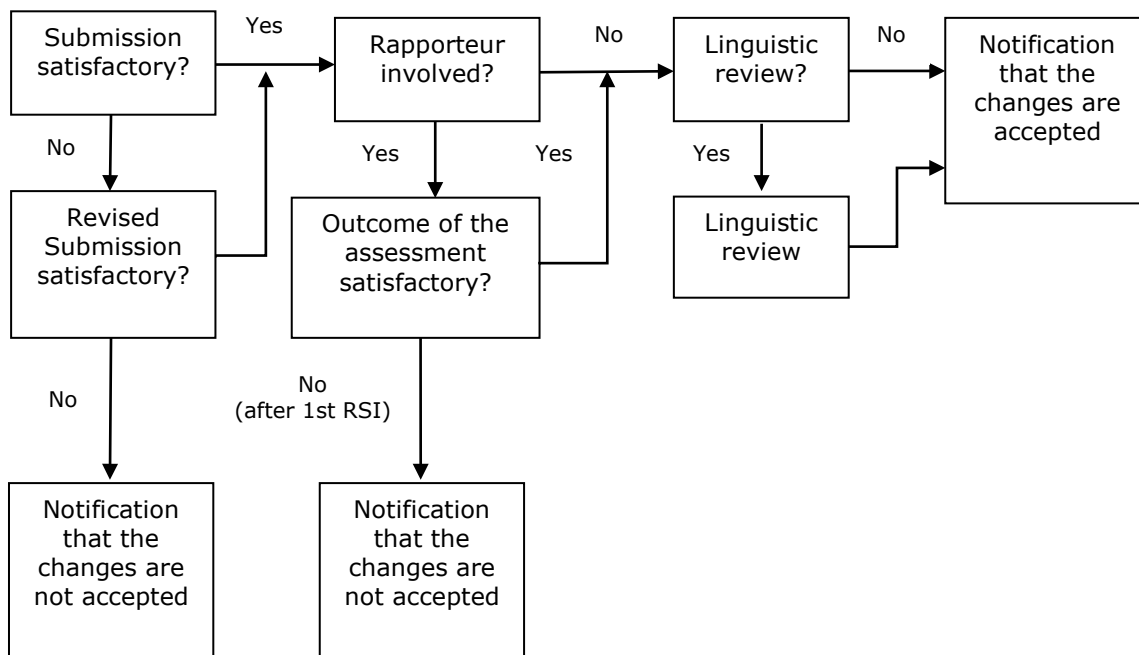 Submission
satisfactory?
Yes
Rapporteur
involved?
No
Linguistic
review?
No
Notification
that the
changes are
accepted
No
Yes
Yes
Yes
Revised
Submission
satisfactory?
Outcome of the
assessment
satisfactory?
Linguistic
review
No
No
(after 1st RSI)
Notification
that the
changes are
not accepted
Notification
that the
changes are
not accepted